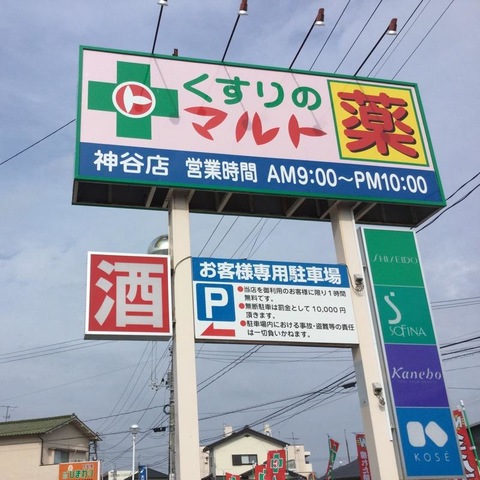 くすりの
マルト
薬
神谷店 営業時間 AM9:00～PM10:00
酒
お客様専用駐車場
P
●当店を御利用のお客様に限り1時間
無料です。
●無断駐車は罰金として10,000円
頂きます。
●駐車場内における事故・盗難等の責任
は一切負いかねます。
SHISEIDO
SOFINA
Kanebo
KOSÉ